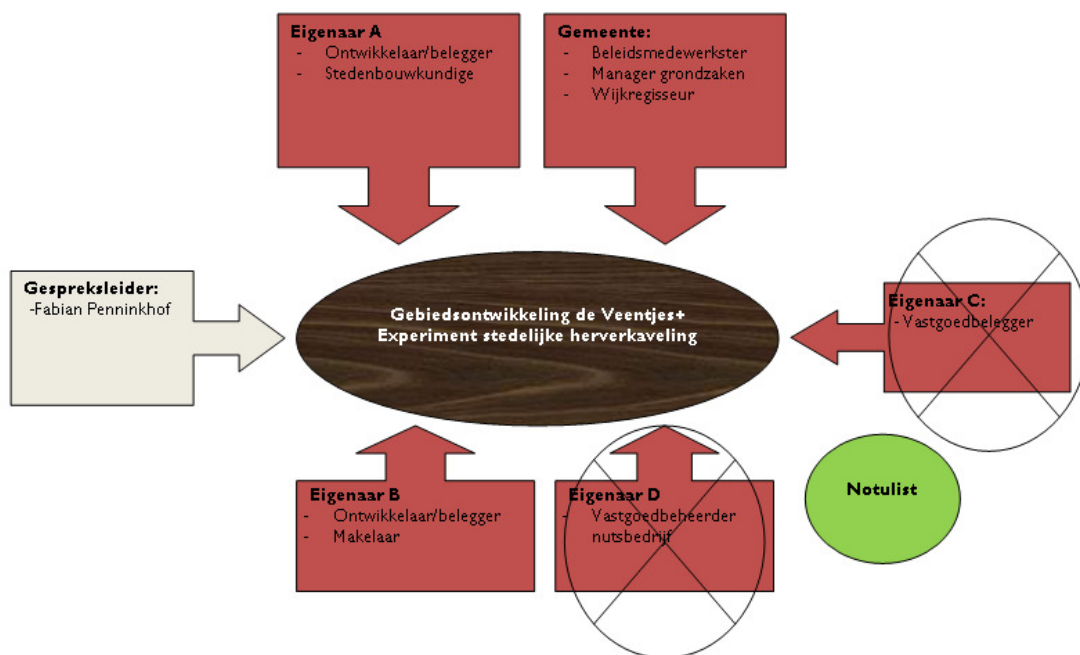 Eigenaar A
- Ontwikkelaar/belegger
- Stedenbouwkundige
Gemeente:
- Beleidsmedewerkster
- Manager grondzaken
- Wijkregisseur
Gespreksleider:
-Fabian Penninkhof
Gebiedsontwikkeling de Veentjes+
Experiment stedelijke herverkaveling
Eigenaar C:
- Vastgoedbelegger
Eigenaar B
- Ontwikkelaar/belegger
- Makelaar
Eigenaar D
- Vastgoedbeheerder
nutsbedrijf
Notulist